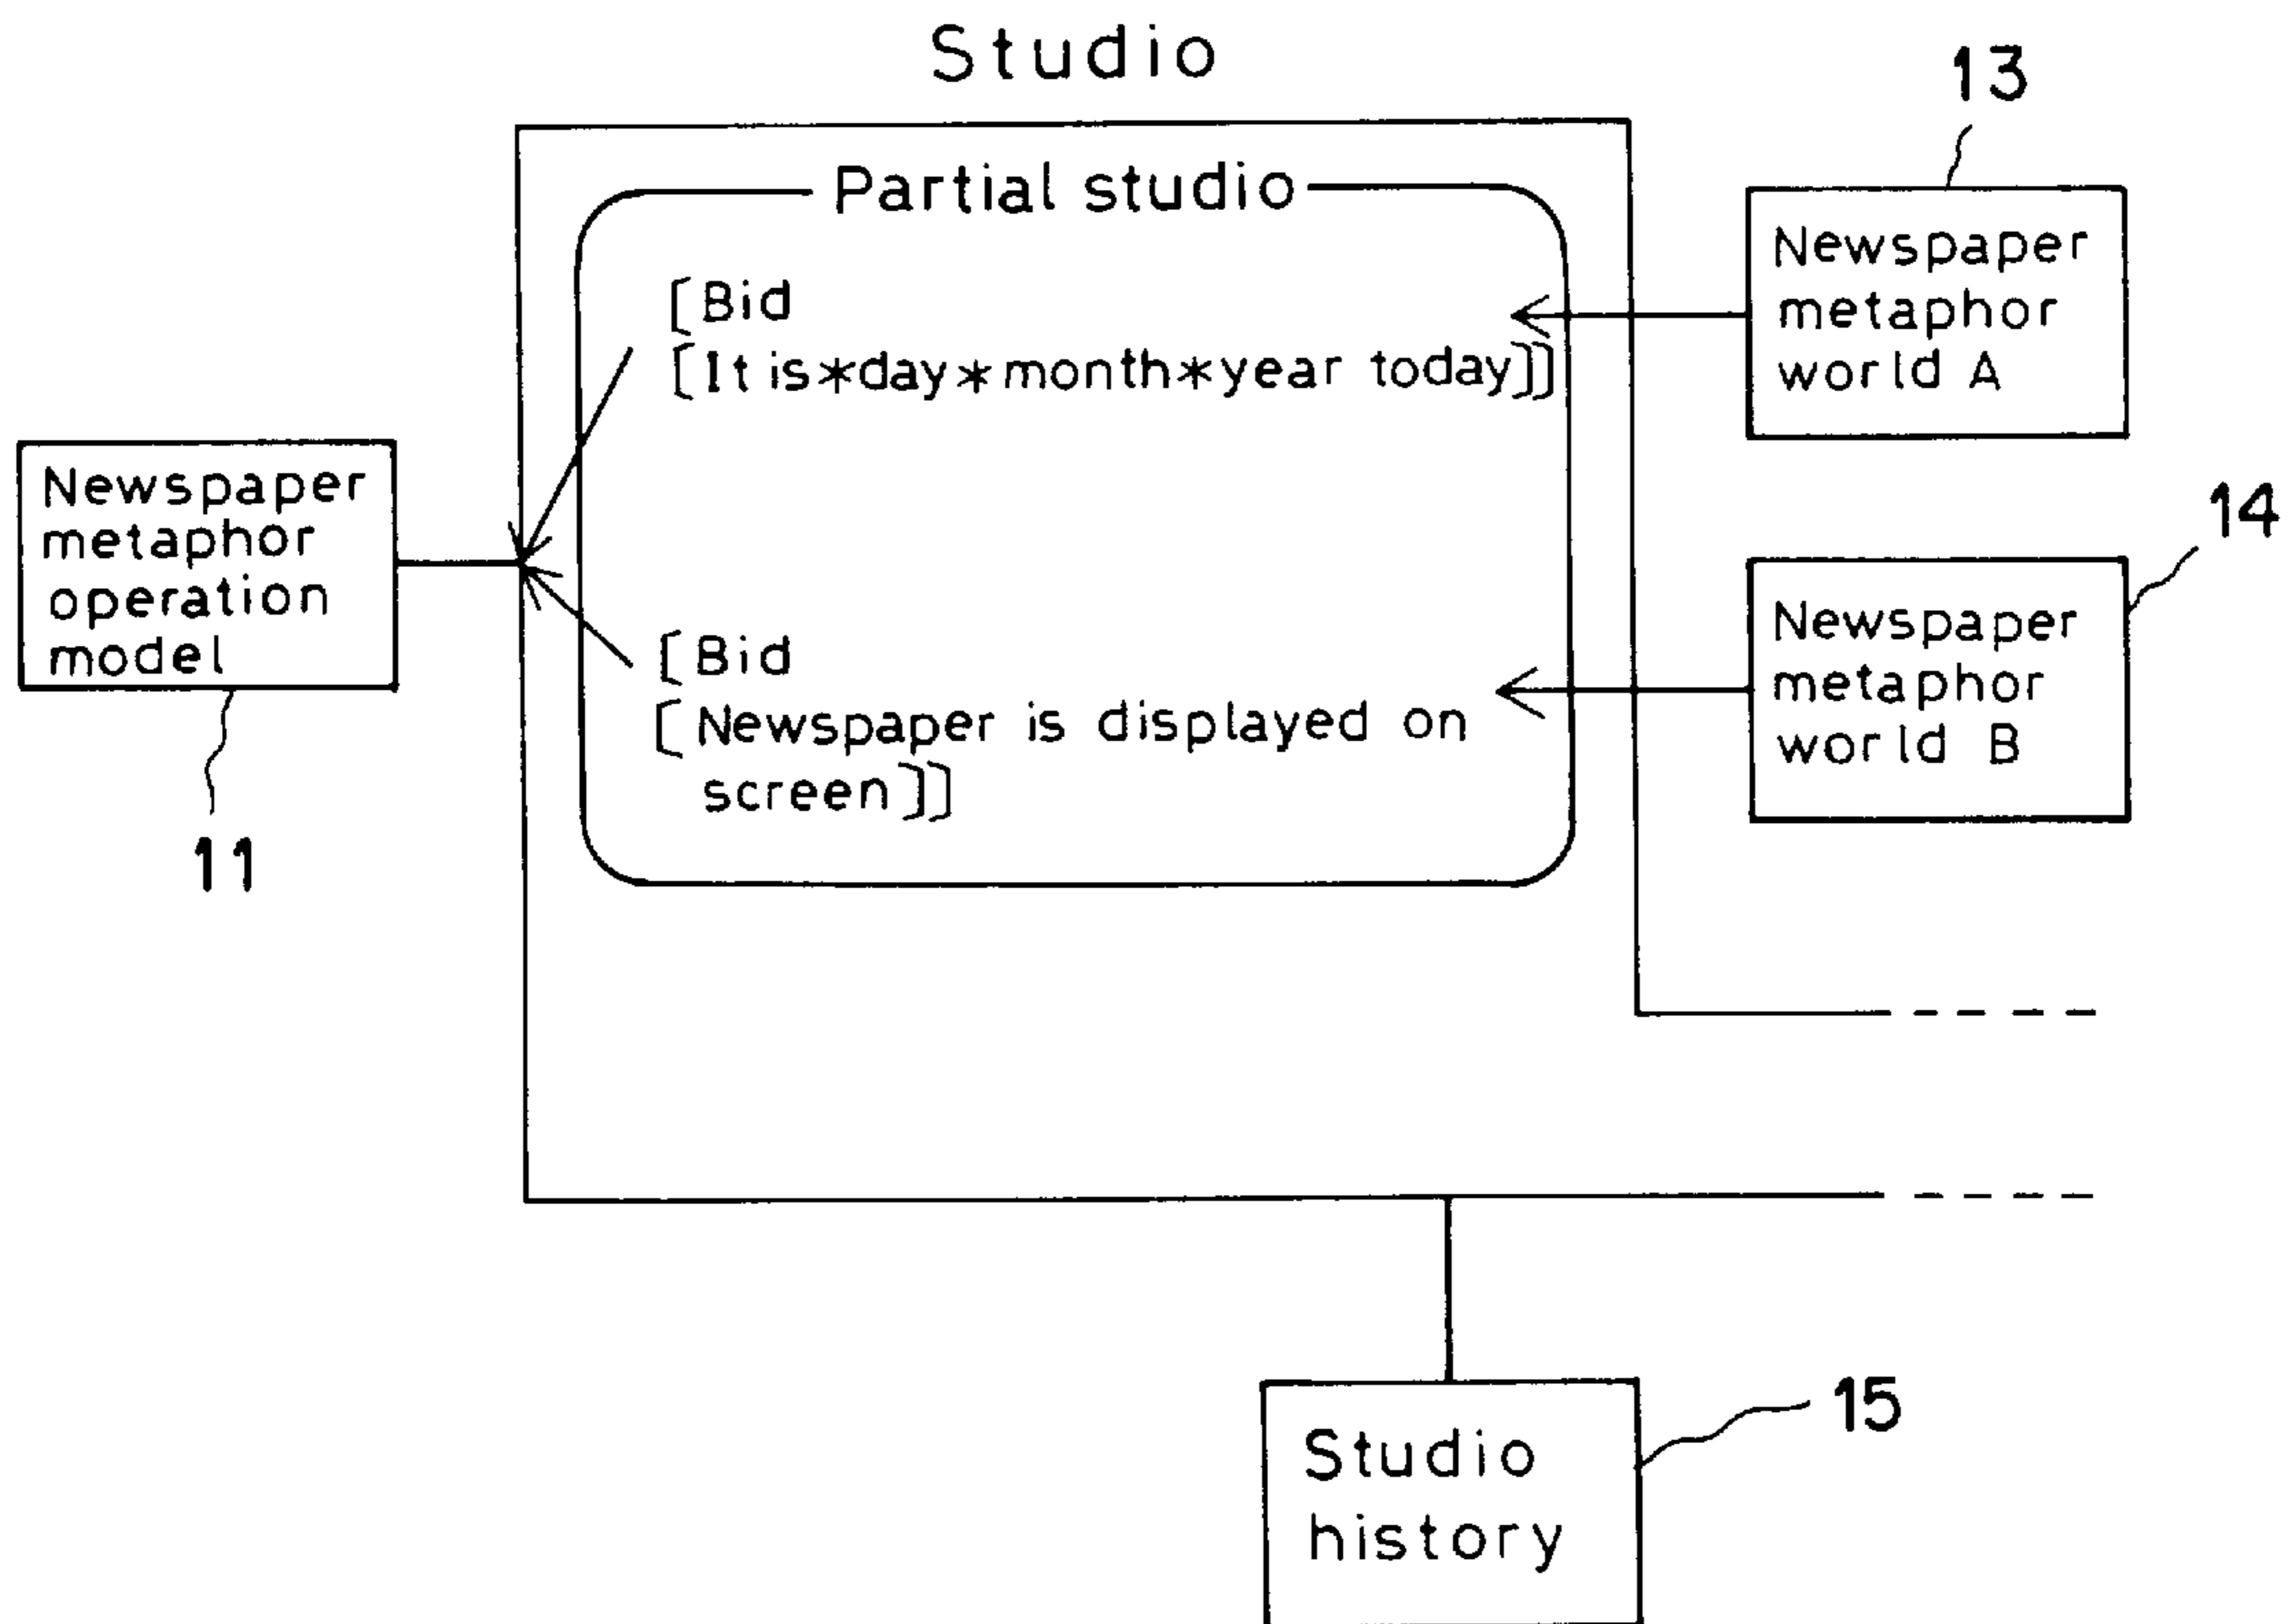 Studio
13
Partial studio
[Bid
[It is*day*month*year today]]
Newspaper
metaphor
world A
Newspaper
metaphor
operation
model
11
14
[Bid
[Newspaper is displayed on
screen]]
Newspaper
metaphor
world B
15
Studio
history